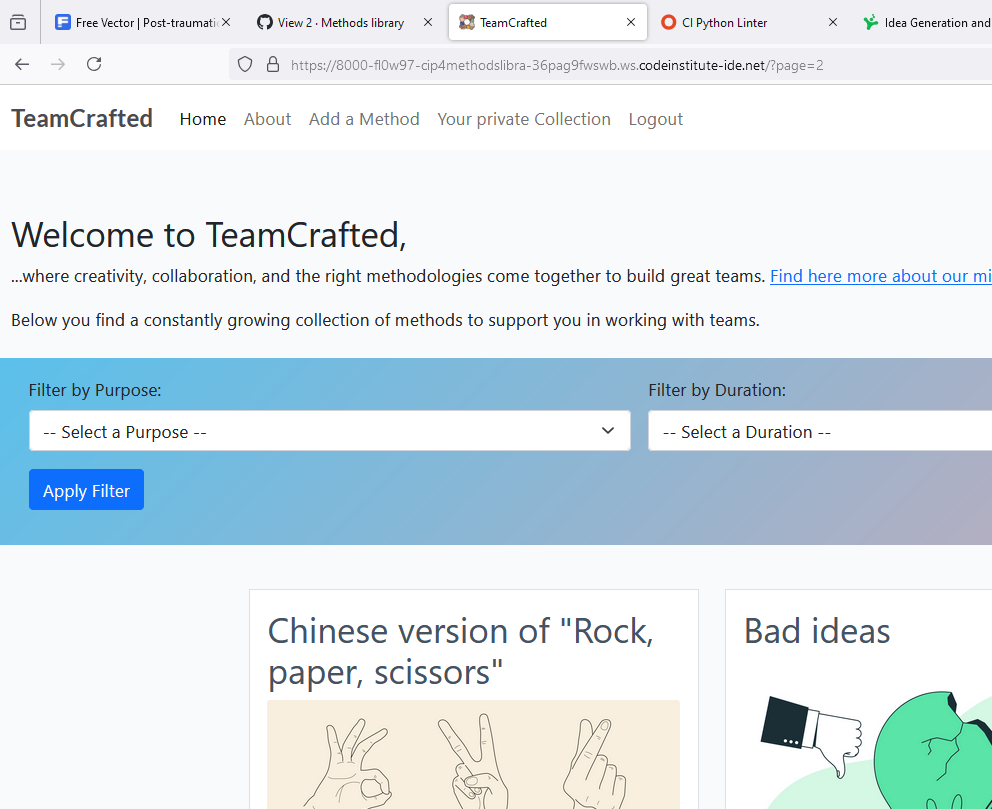 Free Vector | Post-traumatic
View 2 · Methods library
TeamCrafted
CI Python Linter
Idea Generation and
https://8000-fl0w97-cip4methodslibra-36pag9fwswb.ws.codeinstitute-ide.net/?page=2
TeamCrafted Home About Add a Method Your private Collection Logout
Welcome to TeamCrafted,
...where creativity, collaboration, and the right methodologies come together to build great teams. Find here more about our mi
Below you find a constantly growing collection of methods to support you in working with teams.
Filter by Purpose:
-- Select a Purpose --
Filter by Duration:
-- Select a Duration --
Apply Filter
Chinese version of "Rock,
paper, scissors"
Bad ideas